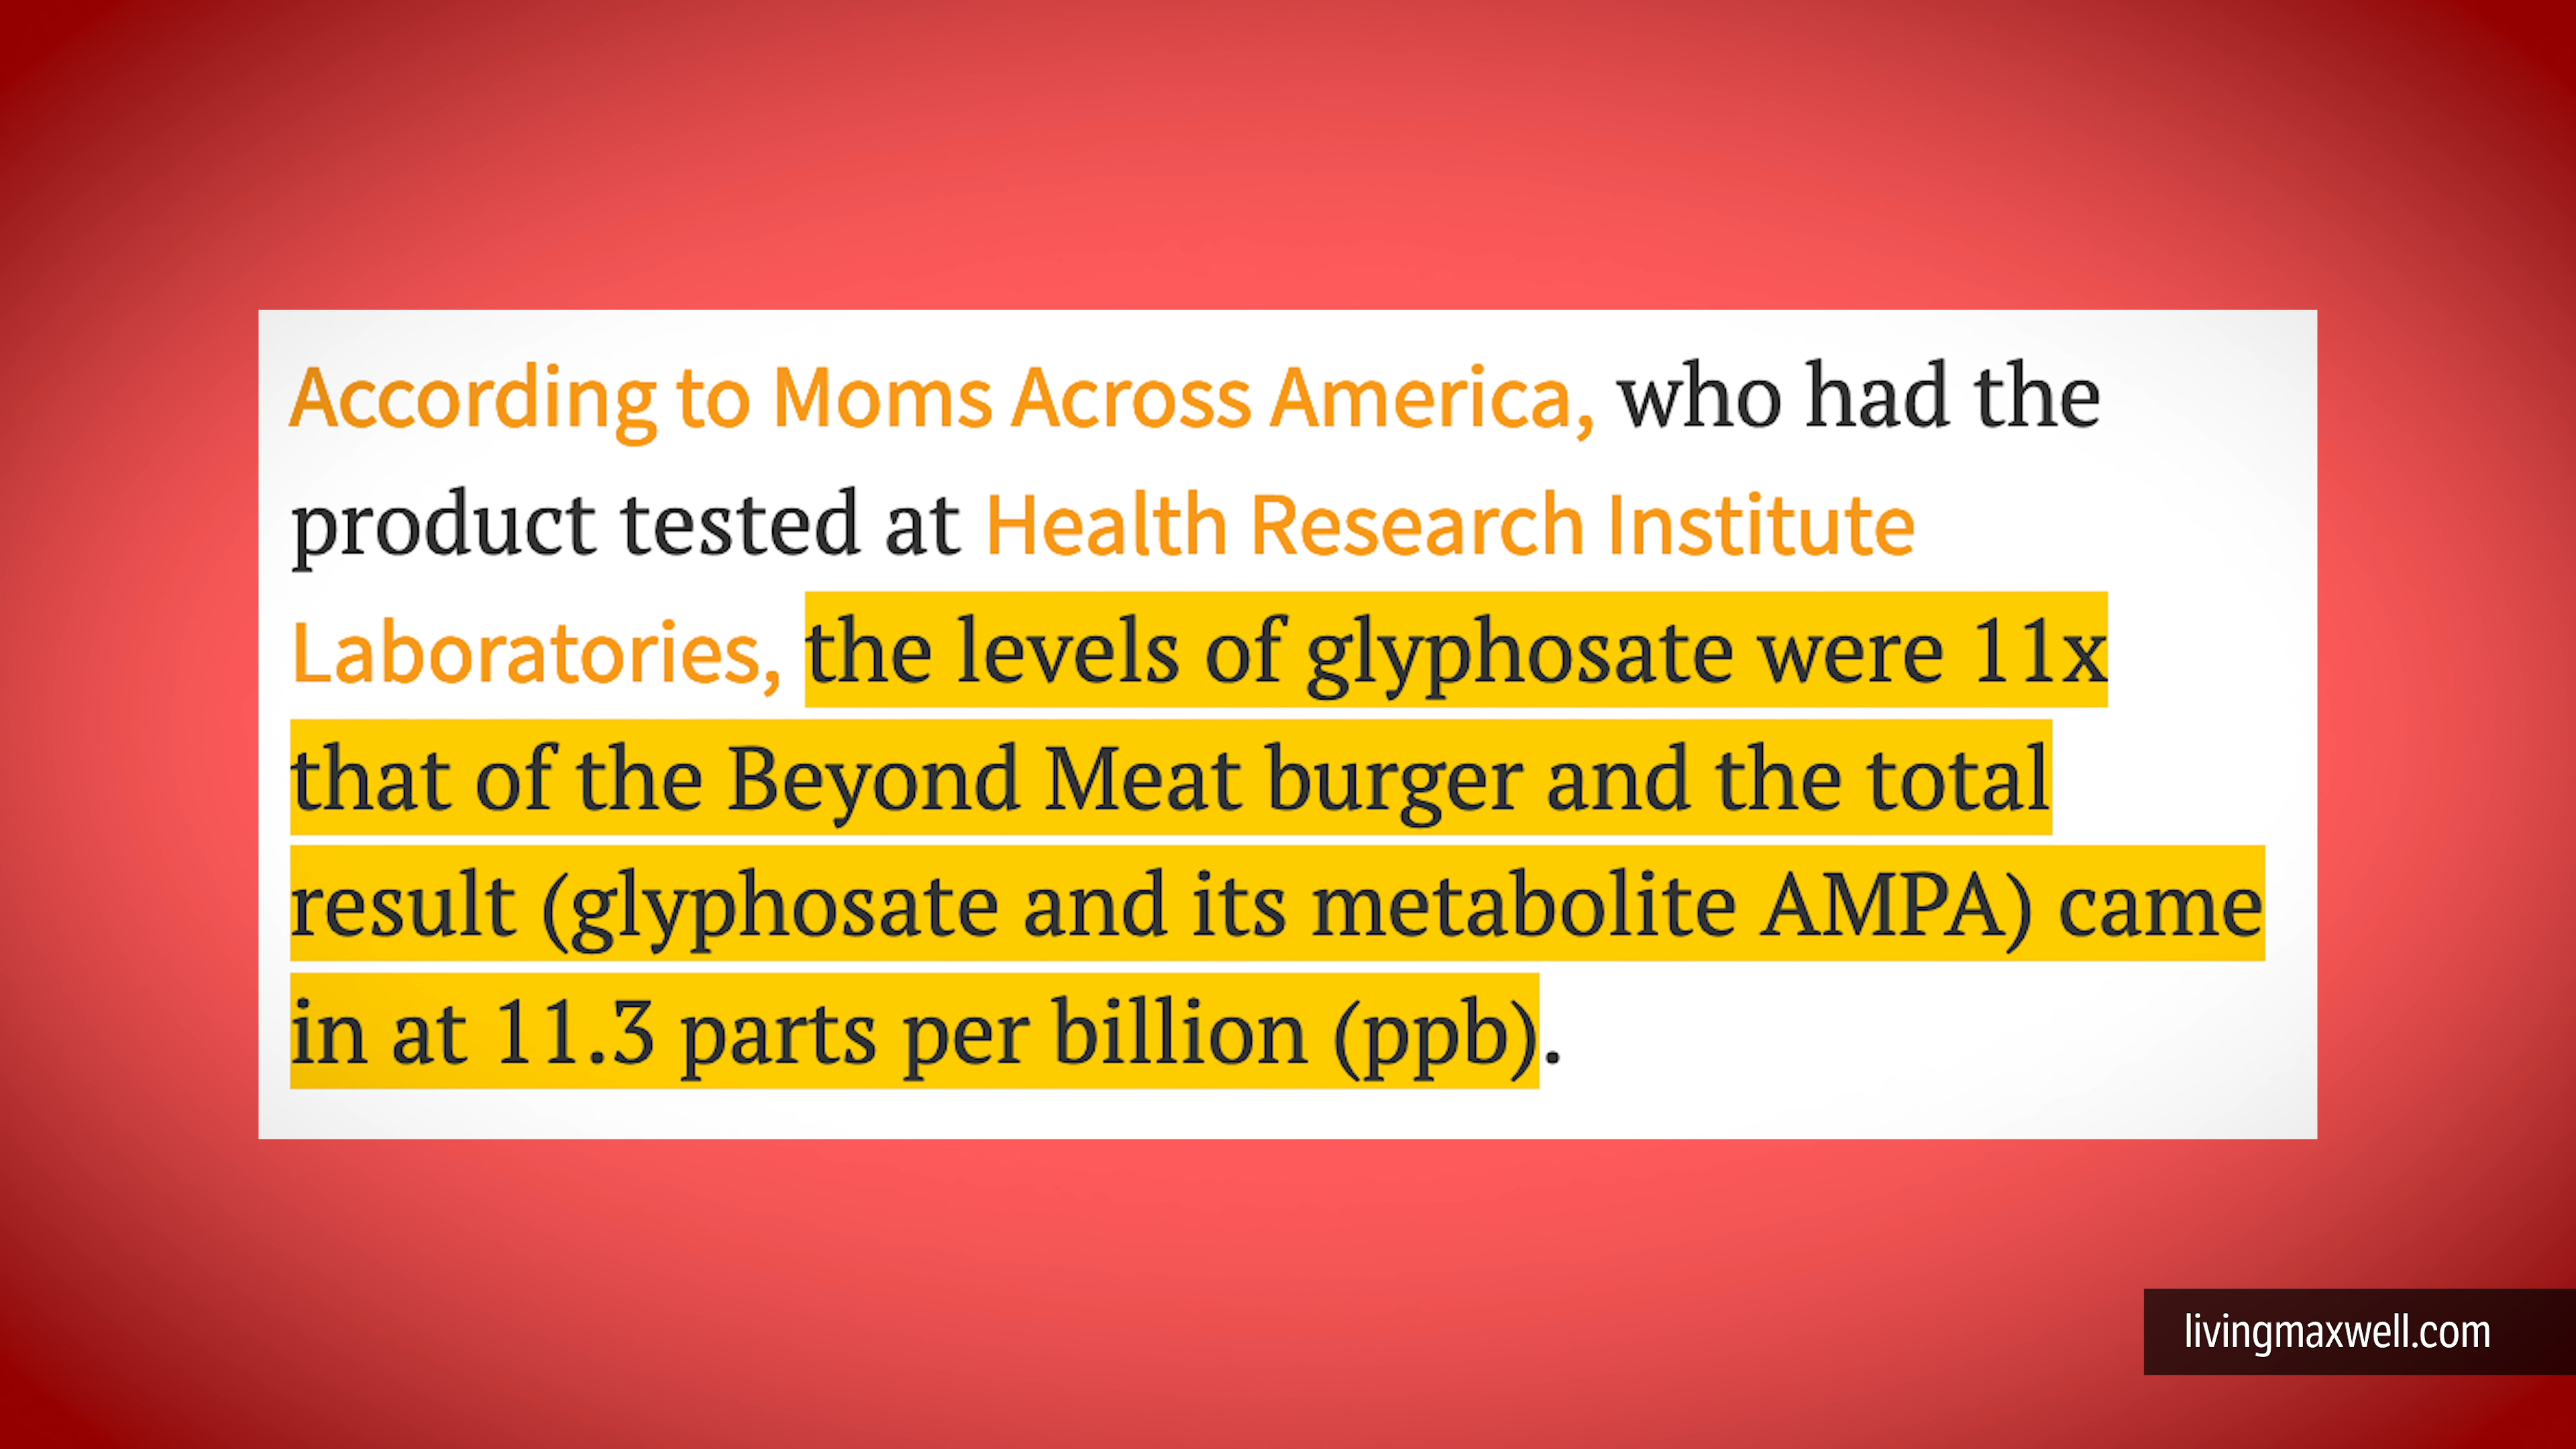 According to Moms Across America, who had the
product tested at Health Research Institute
Laboratories, the levels of glyphosate were 11x
that of the Beyond Meat burger and the total
result (glyphosate and its metabolite AMPA) came
in at 11.3 parts per billion (ppb).
livingmaxwell.com